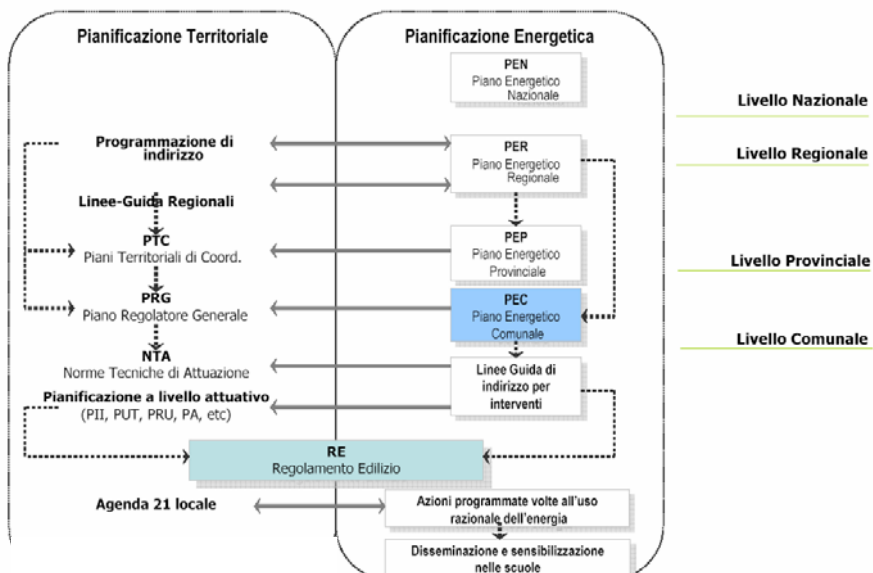 Pianificazione Territoriale
Pianificazione Energetica
PEN
Piano Energetico
Nazionale
Livello Nazionale
Programmazione di
indirizzo
PER
Piano Energetico
Regionale
Livello Regionale
Linee-Guida Regionali
PTC
Piani Territoriali di Coord.
PEP
Piano Energetico
Provinciale
Livello Provinciale
PRG
Piano Regolatore Generale
PEC
Piano Energetico
Comunale
Livello Comunale
NTA
Norme Tecniche di Attuazione
Linee Guida di
indirizzo per
interventi
Pianificazione a livello attuativo
(PII, PUT, PRU, PA, etc)
RE
Regolamento Edilizio
Agenda 21 locale
Azioni programmate volte all'uso
razionale dell'energia
Disseminazione e sensibilizzazione
nelle scuole